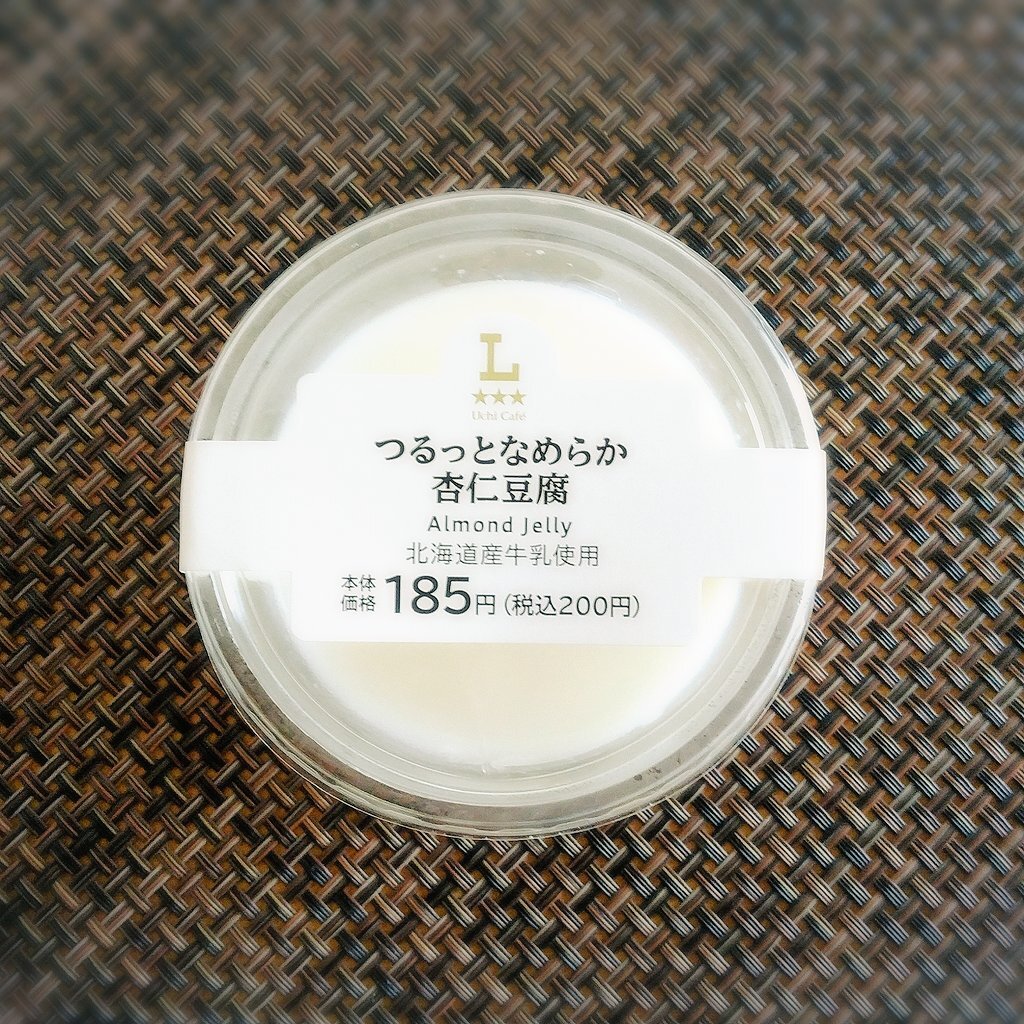 L
★★★
Uchi Café
つるっとなめらか
杏仁豆腐
Almond Jelly
北海道産牛乳使用
本体価格 185円(税込200円)